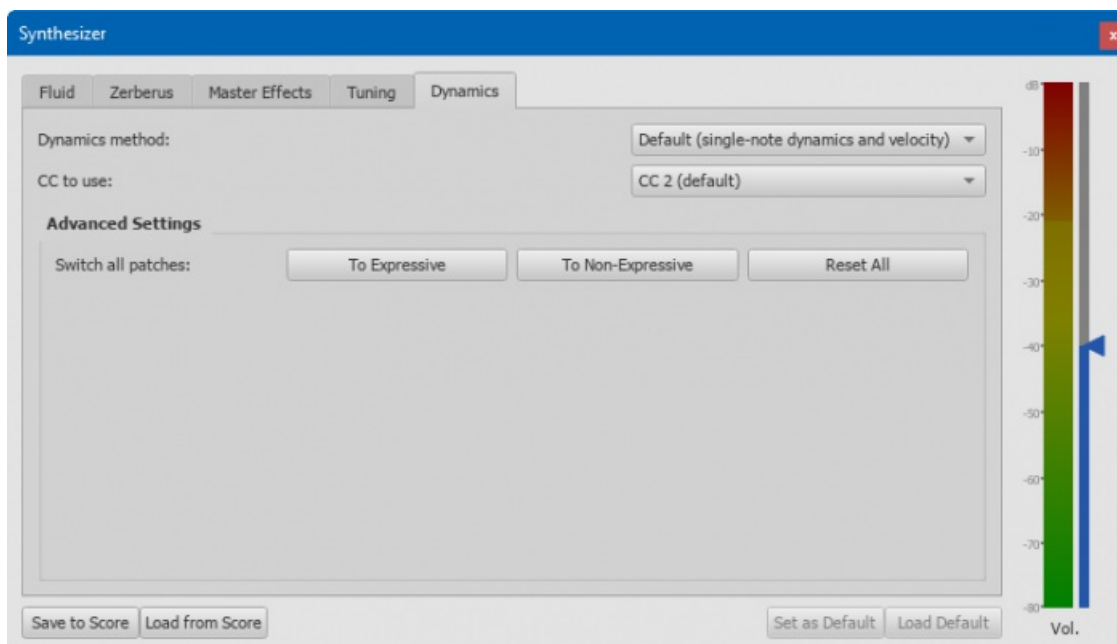 Synthesizer
x
Fluid Zerberus Master Effects Tuning Dynamics
Dynamics method: Default (single-note dynamics and velocity)
CC to use: CC 2 (default)
Advanced Settings
Switch all patches: To Expressive To Non-Expressive Reset All
Save to Score Load from Score Set as Default Load Default
dB
-10
-20
-30
-40
-50
-60
-70
-80
Vol.